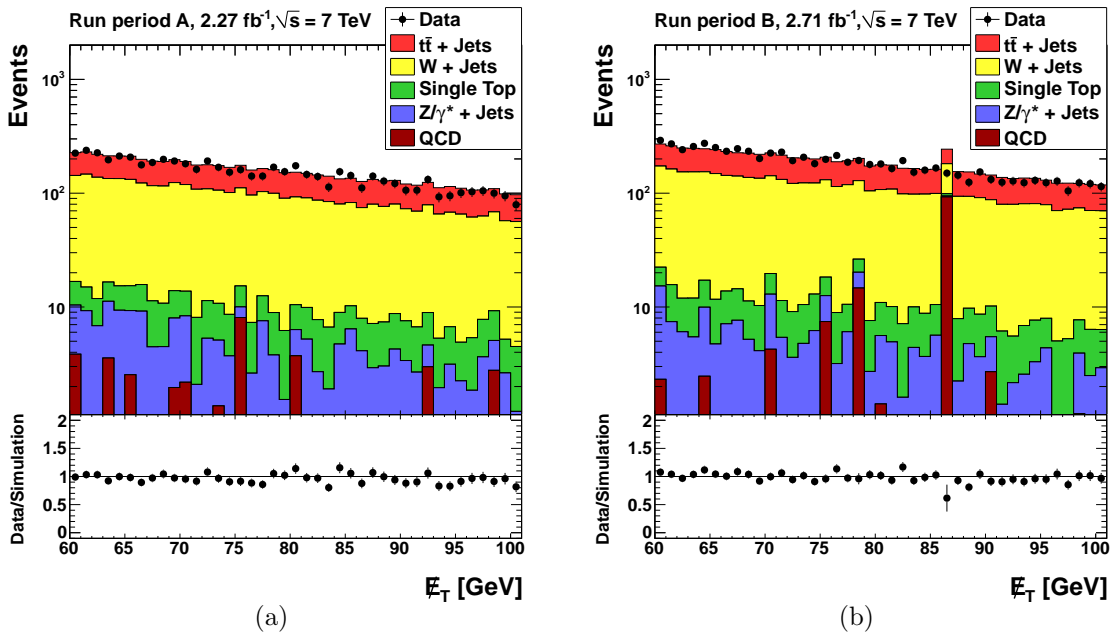 Run period A, 2.27 fb⁻¹, √s = 7 TeV
Data
tt̄ + Jets
W + Jets
Single Top
Z/γ* + Jets
QCD
Events
10³
10²
10
Data/Simulation
2
1.5
1
0.5
0
60 65 70 75 80 85 90 95 100
E̸_T [GeV]
(a)
Run period B, 2.71 fb⁻¹, √s = 7 TeV
Data
tt̄ + Jets
W + Jets
Single Top
Z/γ* + Jets
QCD
Events
10³
10²
10
Data/Simulation
2
1.5
1
0.5
0
60 65 70 75 80 85 90 95 100
E̸_T [GeV]
(b)